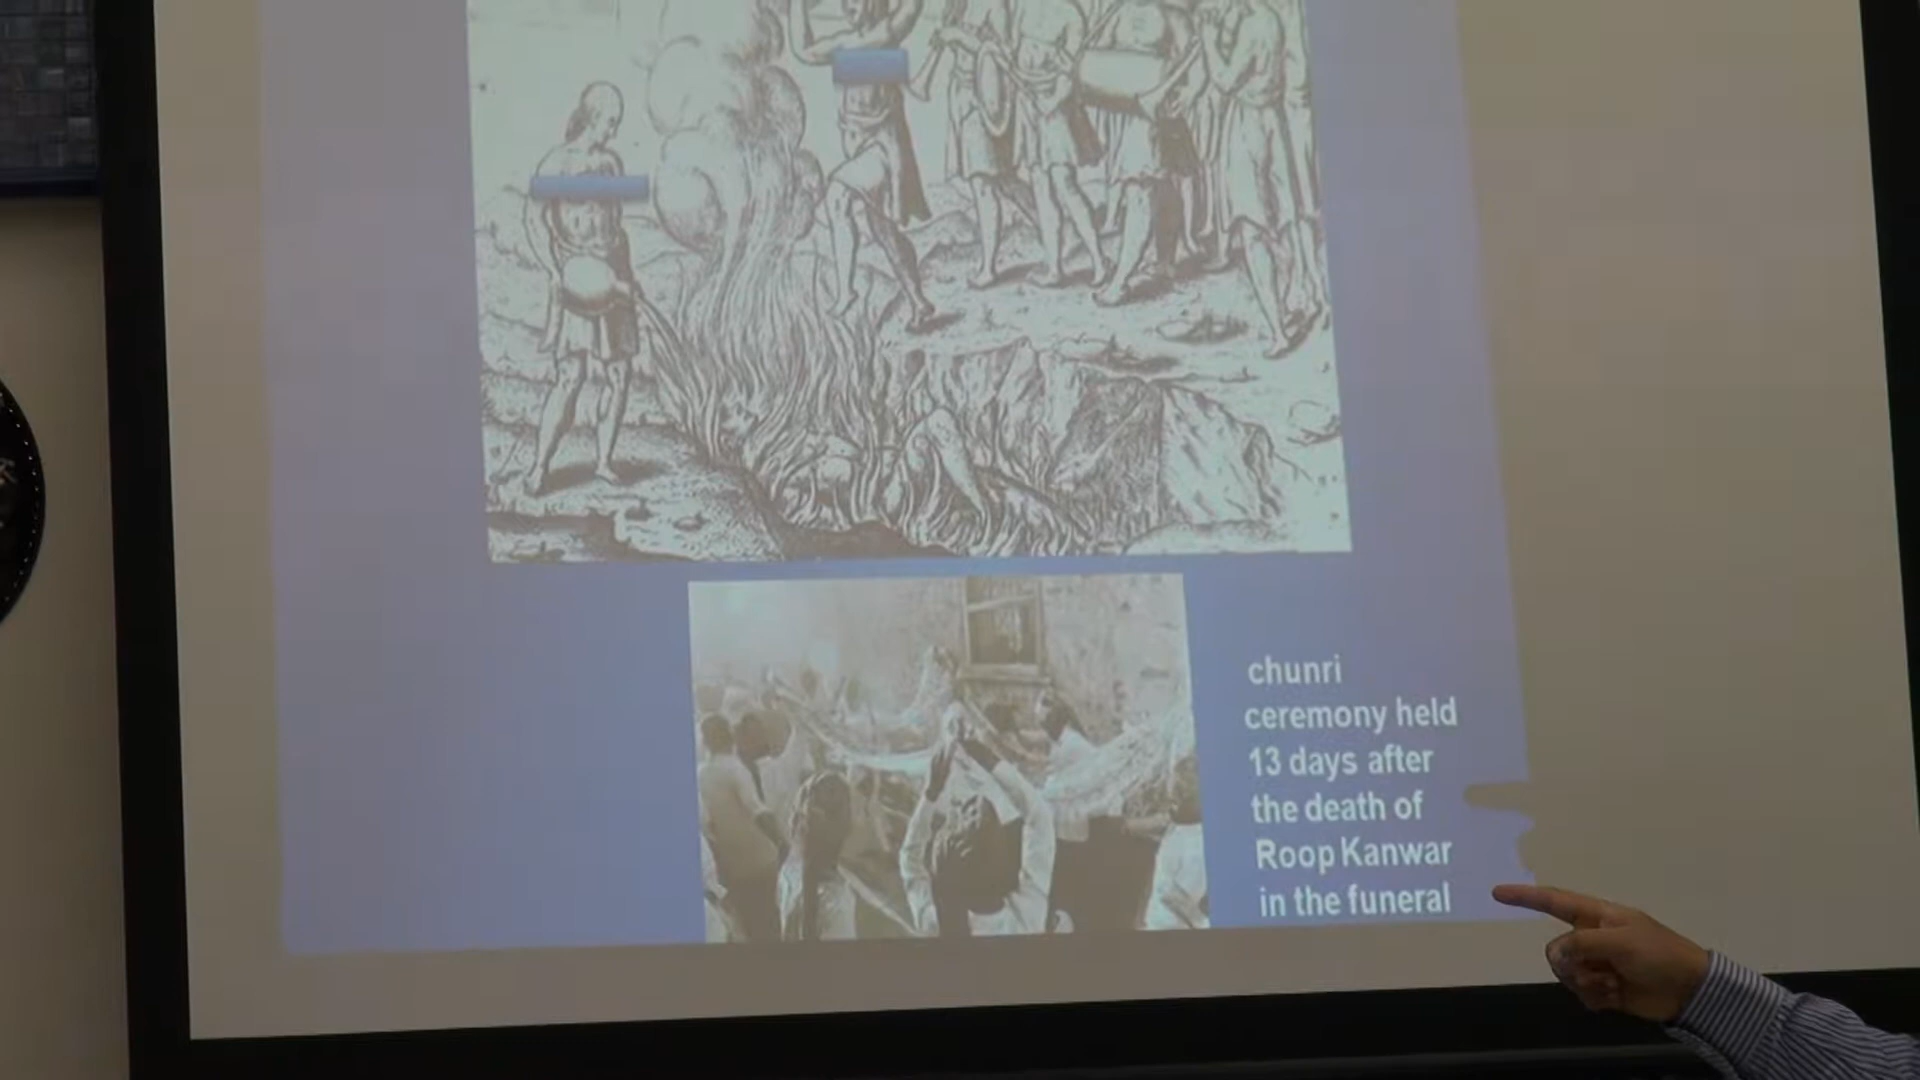 chunri
ceremony held
13 days after
the death of
Roop Kanwar
in the funeral